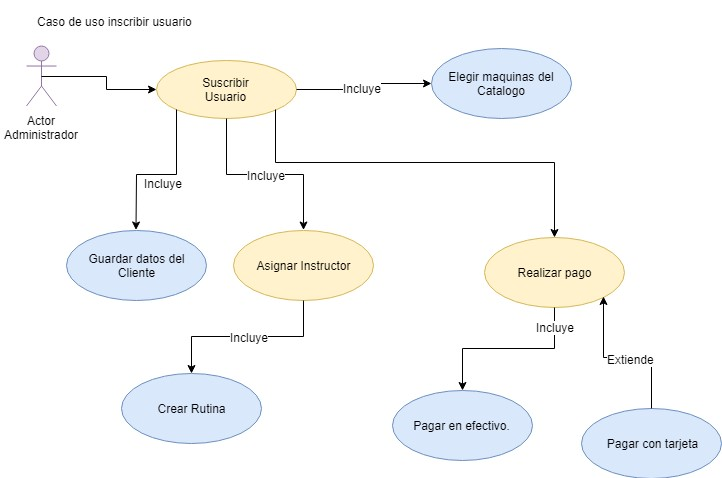 Caso de uso inscribir usuario
Actor
Administrador
Suscribir
Usuario
Incluye
Elegir maquinas del
Catalogo
Incluye
Incluye
Guardar datos del
Cliente
Asignar Instructor
Realizar pago
Incluye
Incluye
Extiende
Crear Rutina
Pagar en efectivo.
Pagar con tarjeta